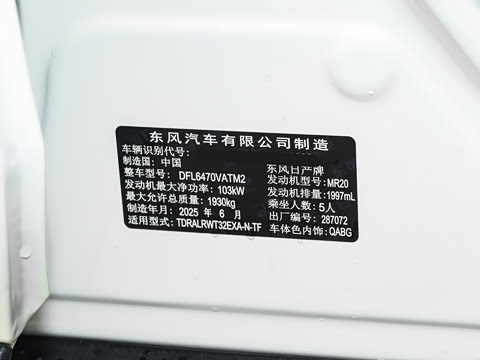 东风汽车有限公司制造
车辆识别代号:
制造国: 中国 东风日产牌
整车型号: DFL6470VATM2 发动机型号: MR20
发动机最大净功率: 103kW 发动机排量: 1997mL
最大允许总质量: 1930kg 乘坐人数: 5人
制造年月: 2025 年 6 月 出厂编号: 287072
适用型式: TDRALRWT32EXA-N-TF 车体色内饰: QABG